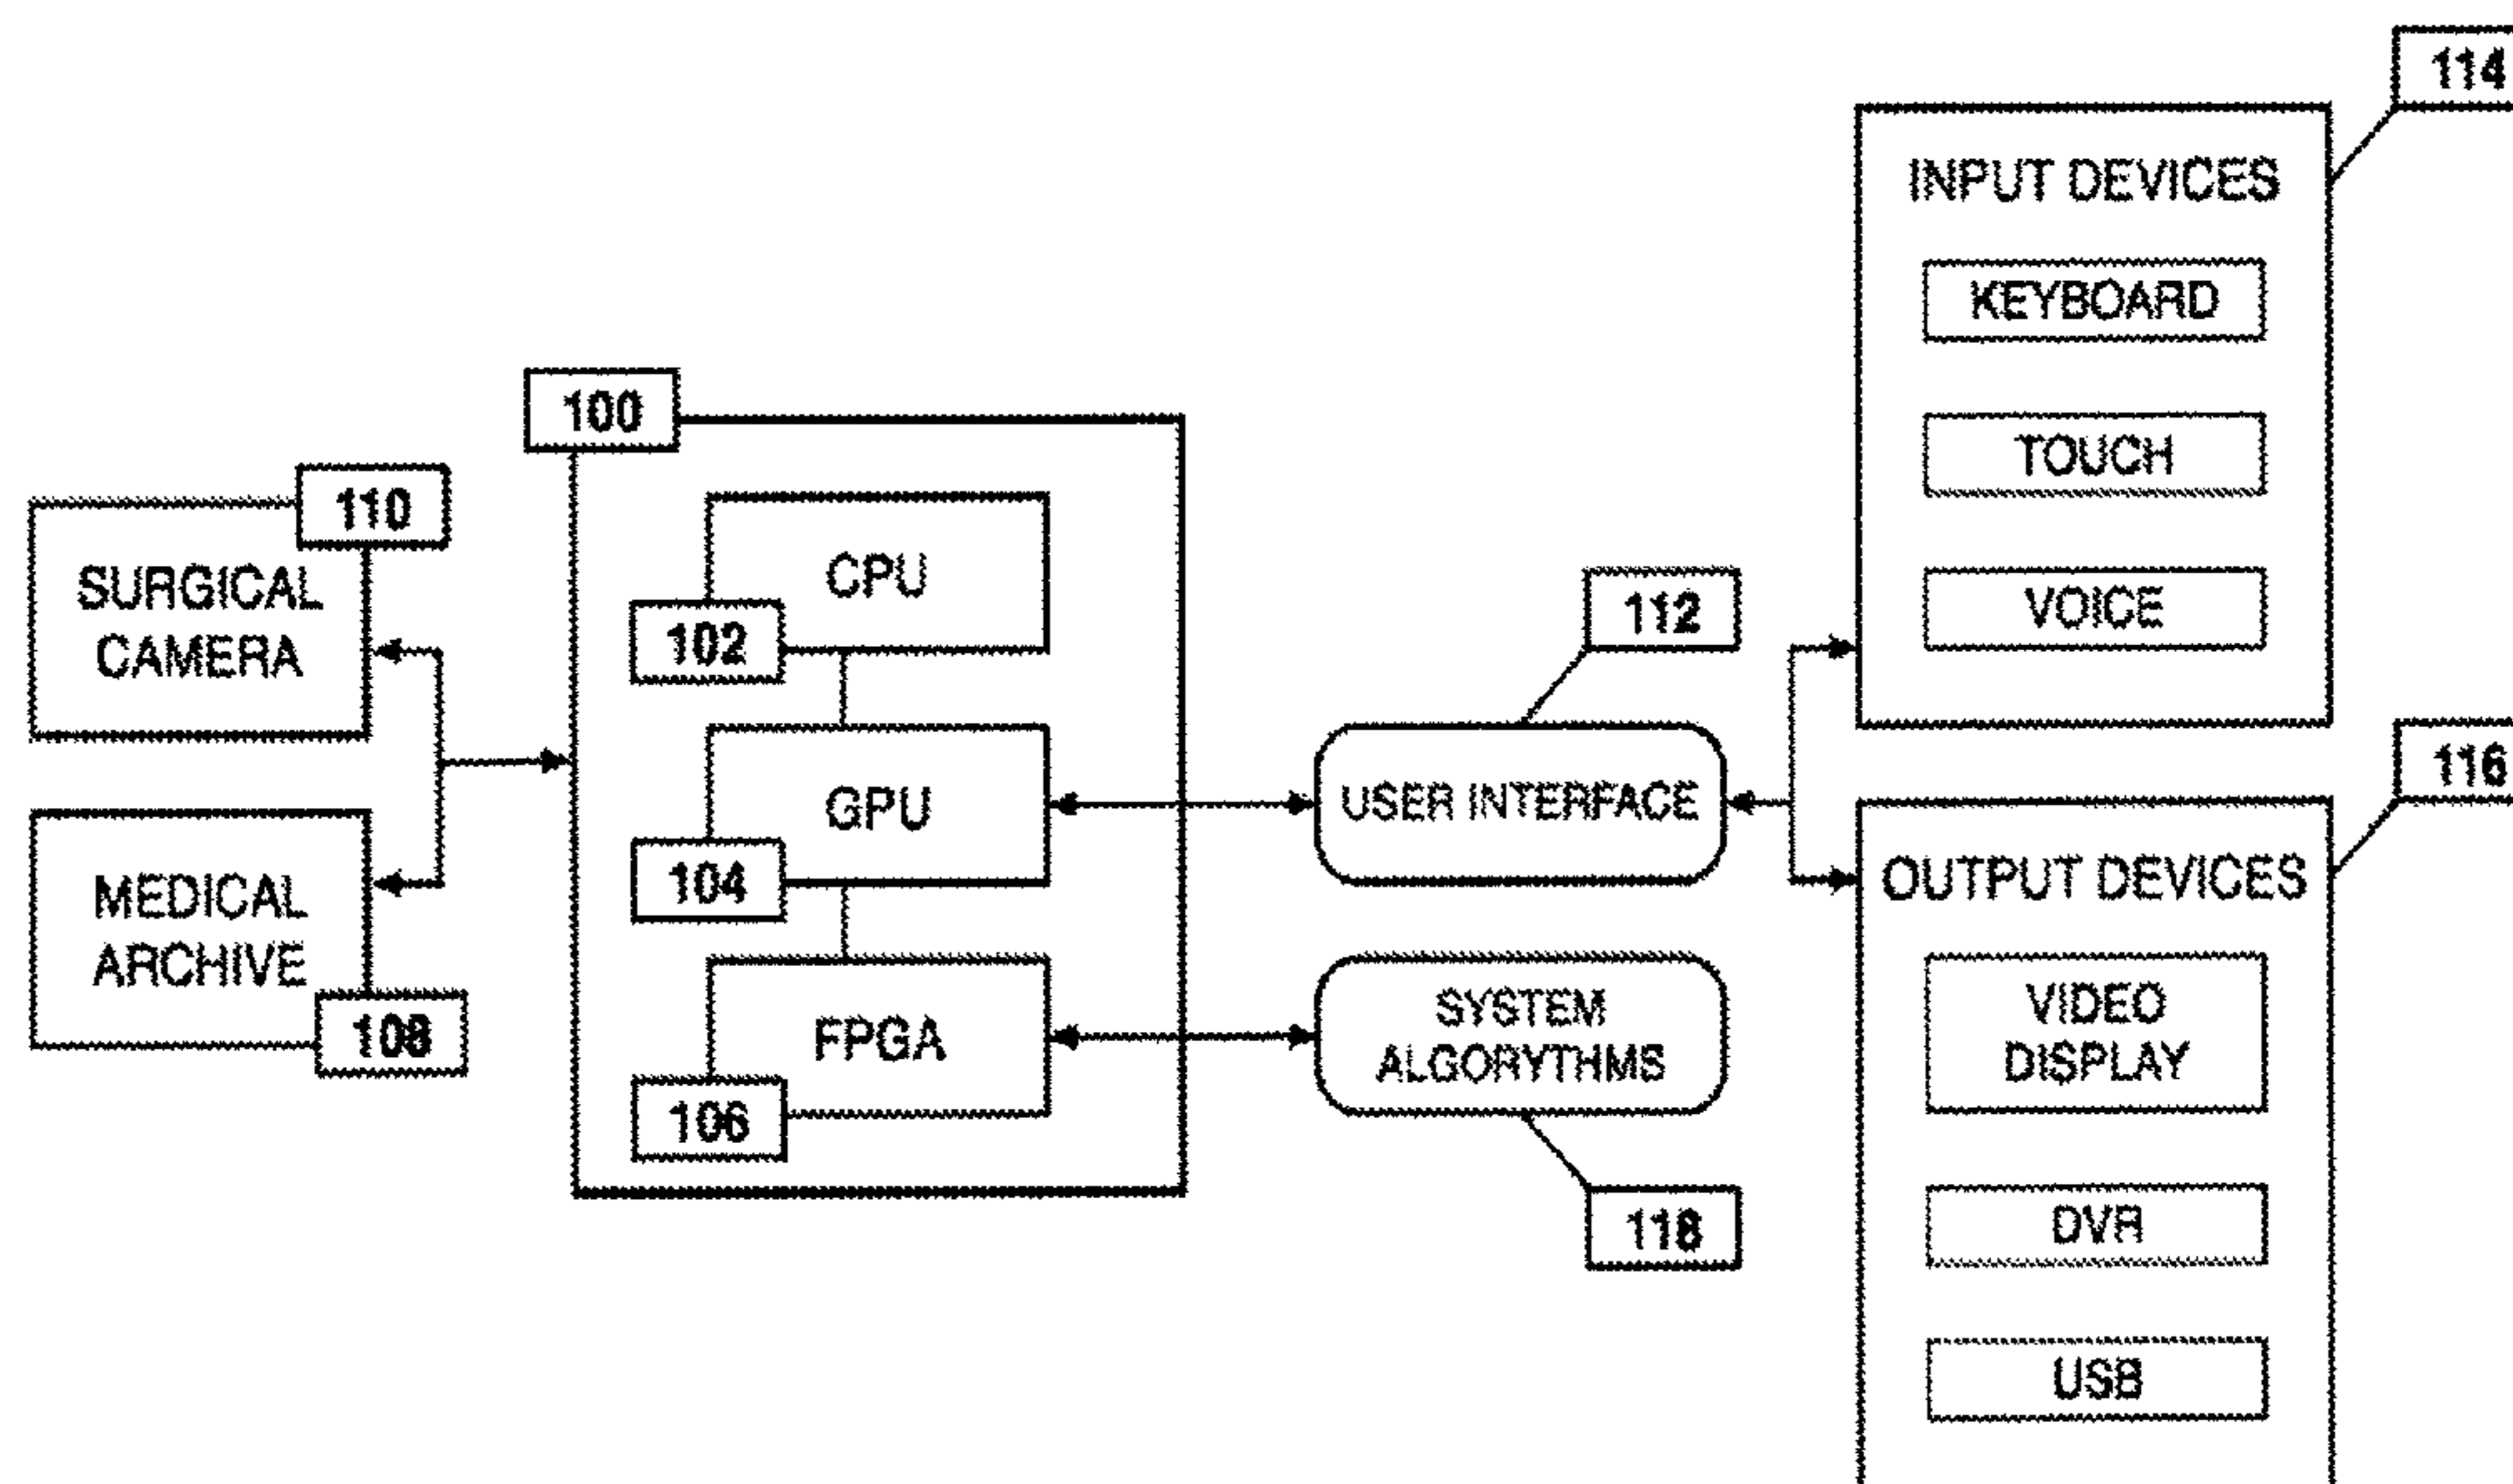 114
INPUT DEVICES
KEYBOARD
TOUCH
VOICE
100
110
SURGICAL
CAMERA
CPU
102
112
GPU
104
USER INTERFACE
116
MEDICAL
ARCHIVE
108
FPGA
106
SYSTEM
ALGORYTHMS
118
OUTPUT DEVICES
VIDEO
DISPLAY
DVR
USB